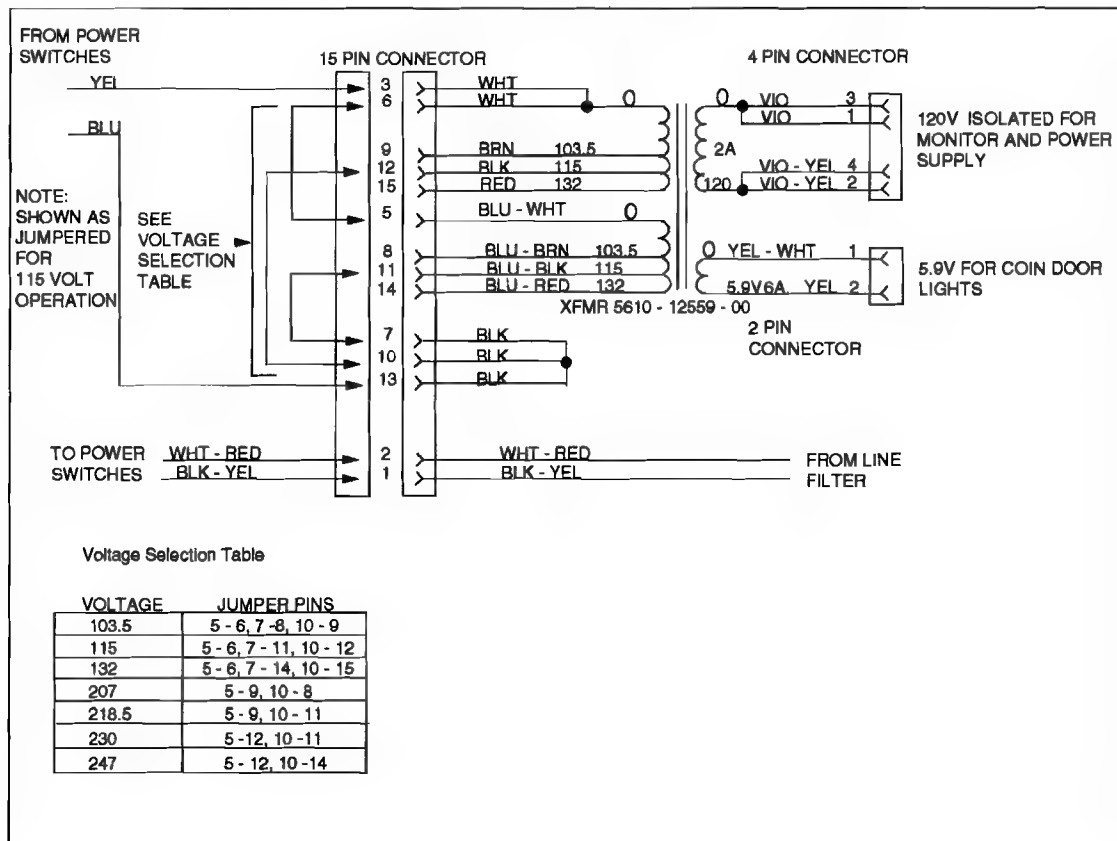 FROM POWER
SWITCHES
15 PIN CONNECTOR
4 PIN CONNECTOR
YEL
3
WHT
6
WHT
0
0
VIO
3
VIO
1
120V ISOLATED FOR
MONITOR AND POWER
SUPPLY
BLU
9
BRN
103.5
2A
12
BLK
115
VIO - YEL
4
15
RED
132
120
VIO - YEL
2
NOTE:
SHOWN AS
JUMPERED
FOR
115 VOLT
OPERATION
SEE
VOLTAGE
SELECTION
TABLE
5
BLU - WHT
0
8
BLU - BRN
103.5
0
YEL - WHT
1
11
BLU - BLK
115
14
BLU - RED
132
5.9V6A
YEL
2
5.9V FOR COIN DOOR
LIGHTS
XFMR 5610 - 12559 - 00
2 PIN
CONNECTOR
7
BLK
10
BLK
13
BLK
TO POWER
SWITCHES
WHT - RED
2
WHT - RED
BLK - YEL
1
BLK - YEL
FROM LINE
FILTER
Voltage Selection Table
VOLTAGE JUMPER PINS
103.5 5 - 6, 7 -8, 10 - 9
115 5 - 6, 7 - 11, 10 - 12
132 5 - 6, 7 - 14, 10 - 15
207 5 - 9, 10 - 8
218.5 5 - 9, 10 - 11
230 5 -12, 10 -11
247 5 - 12, 10 -14